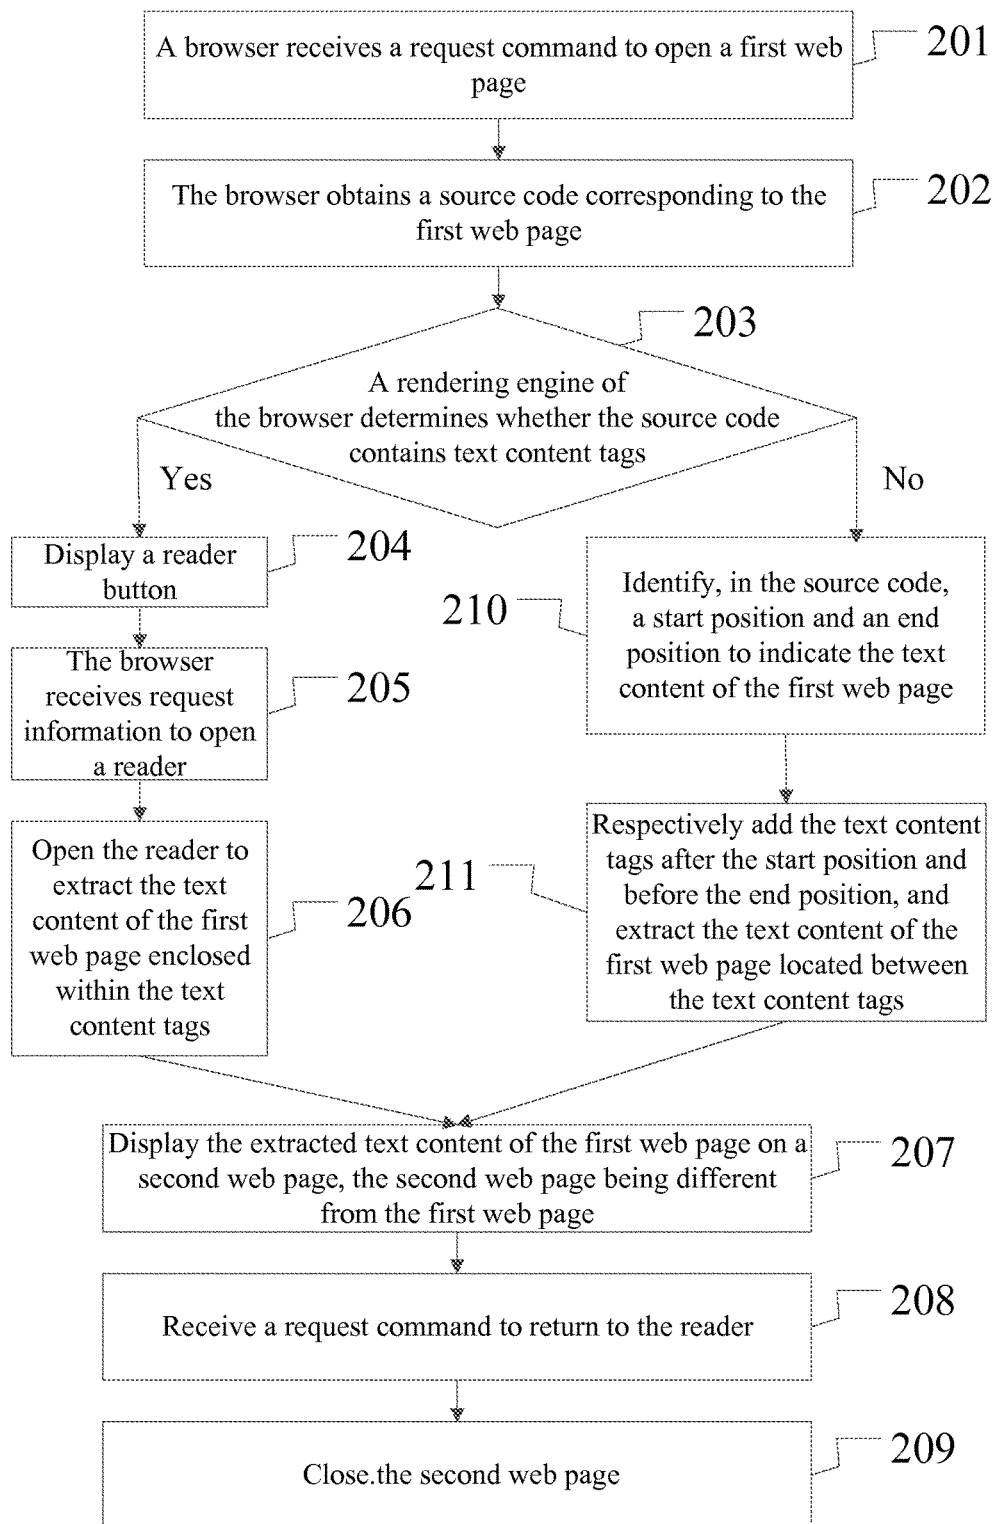 A browser receives a request command to open a first web
page
201
The browser obtains a source code corresponding to the
first web page
202
203
A rendering engine of
the browser determines whether the source code
contains text content tags
Yes
No
Display a reader
button
204
The browser
receives request
information to open
a reader
205
Open the reader to
extract the text
content of the first
web page enclosed
within the text
content tags
206
210
Identify, in the source code,
a start position and an end
position to indicate the text
content of the first web page
211
Respectively add the text content
tags after the start position and
before the end position, and
extract the text content of the
first web page located between
the text content tags
Display the extracted text content of the first web page on a
second web page, the second web page being different
from the first web page
207
Receive a request command to return to the reader
208
Close.the second web page
209